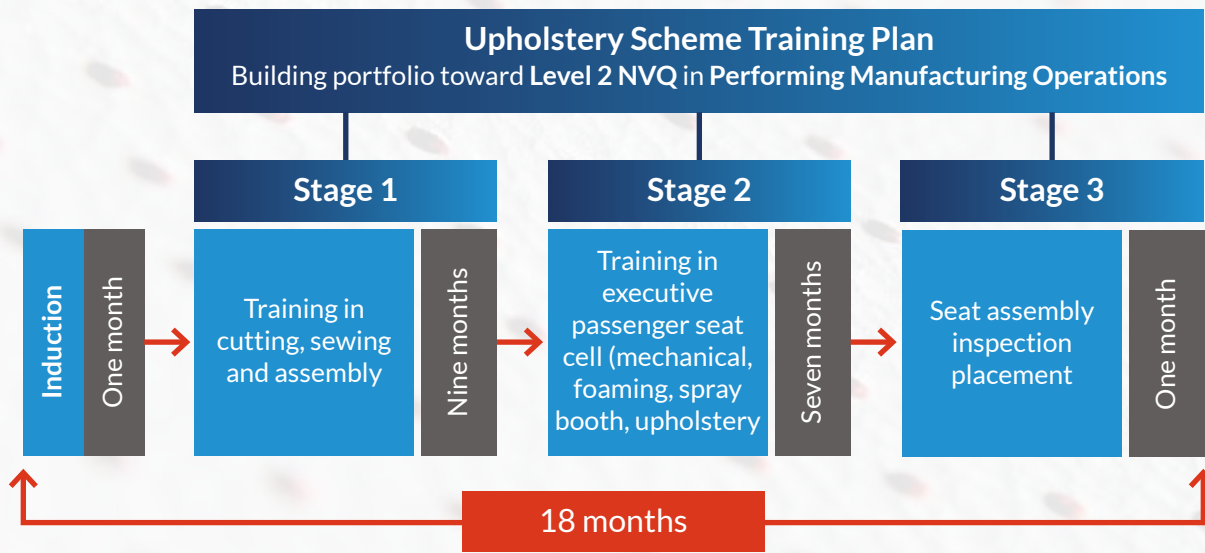 Upholstery Scheme Training Plan
Building portfolio toward Level 2 NVQ in Performing Manufacturing Operations
Stage 1
Stage 2
Stage 3
Induction
One month
Training in
cutting, sewing
and assembly
Nine months
Training in
executive
passenger seat
cell (mechanical,
foaming, spray
booth, upholstery
Seven months
Seat assembly
inspection
placement
One month
18 months